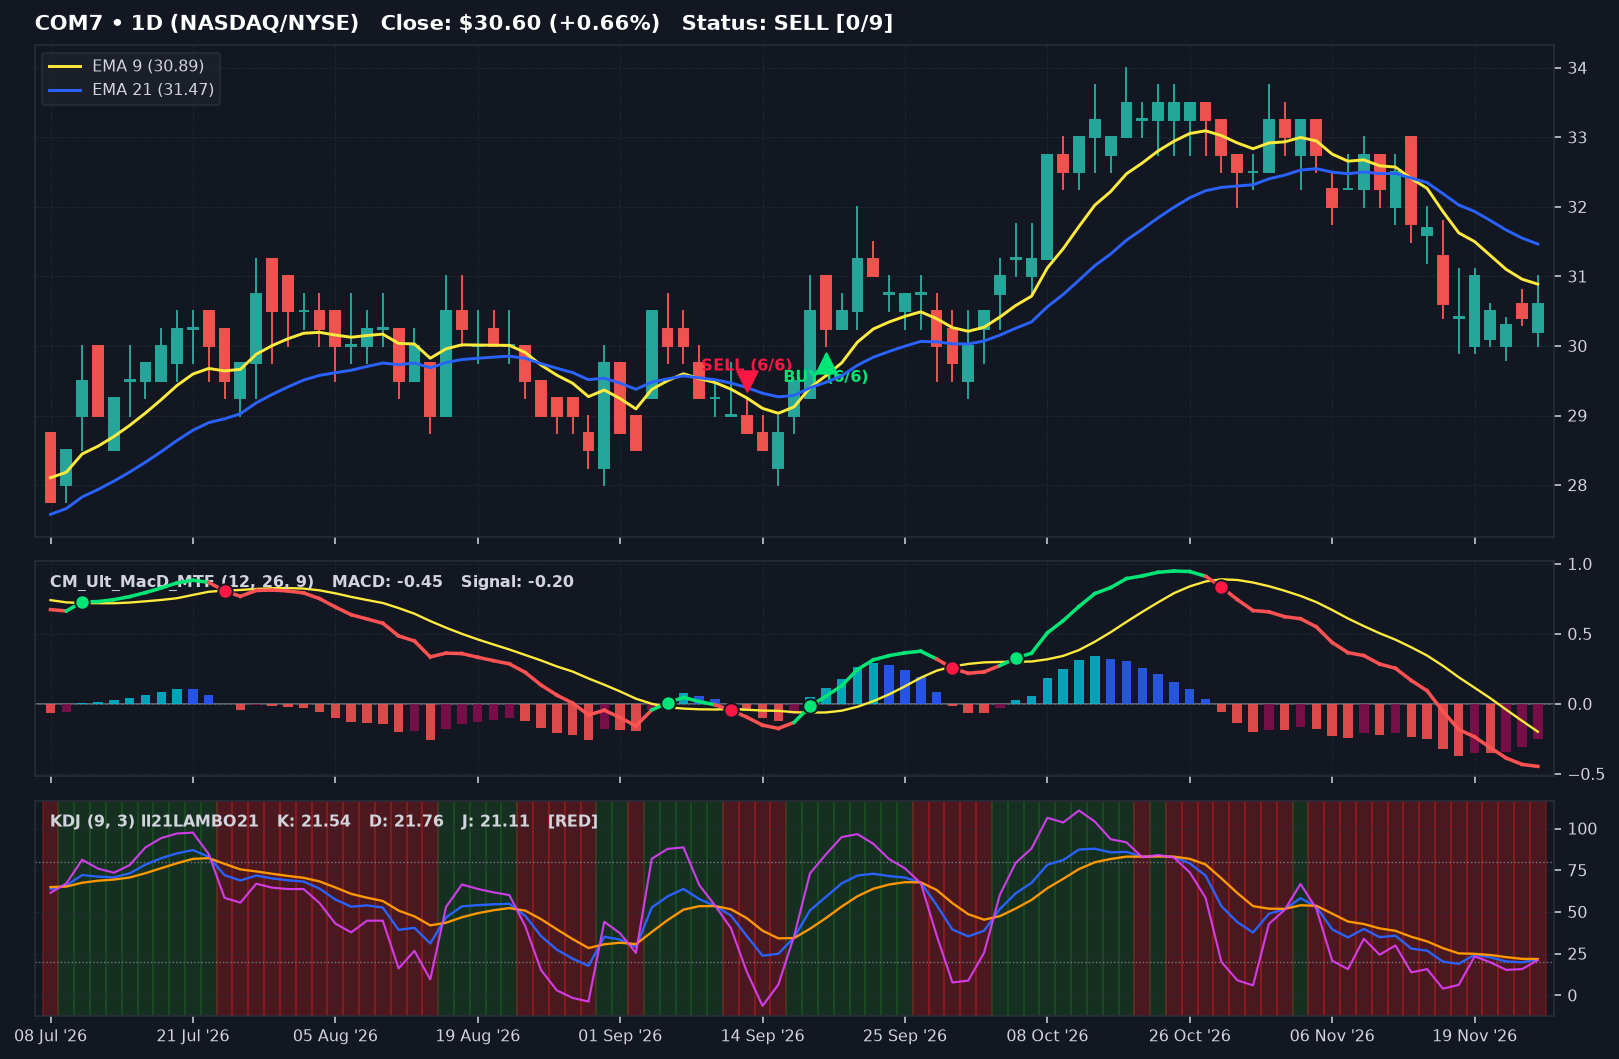 COM7 • 1D (NASDAQ/NYSE)   Close: $30.60 (+0.66%)   Status: SELL [0/9]
EMA 9 (30.89)
EMA 21 (31.47)
34
33
32
31
30
29
28
SELL (6/6)
BUY (6/6)
CM_Ult_MacD_MTF (12, 26, 9)   MACD: -0.45   Signal: -0.20
1.0
0.5
0.0
−0.5
KDJ (9, 3) II21LAMBO21   K: 21.54   D: 21.76   J: 21.11   [RED]
100
75
50
25
0
08 Jul '26
21 Jul '26
05 Aug '26
19 Aug '26
01 Sep '26
14 Sep '26
25 Sep '26
08 Oct '26
26 Oct '26
06 Nov '26
19 Nov '26